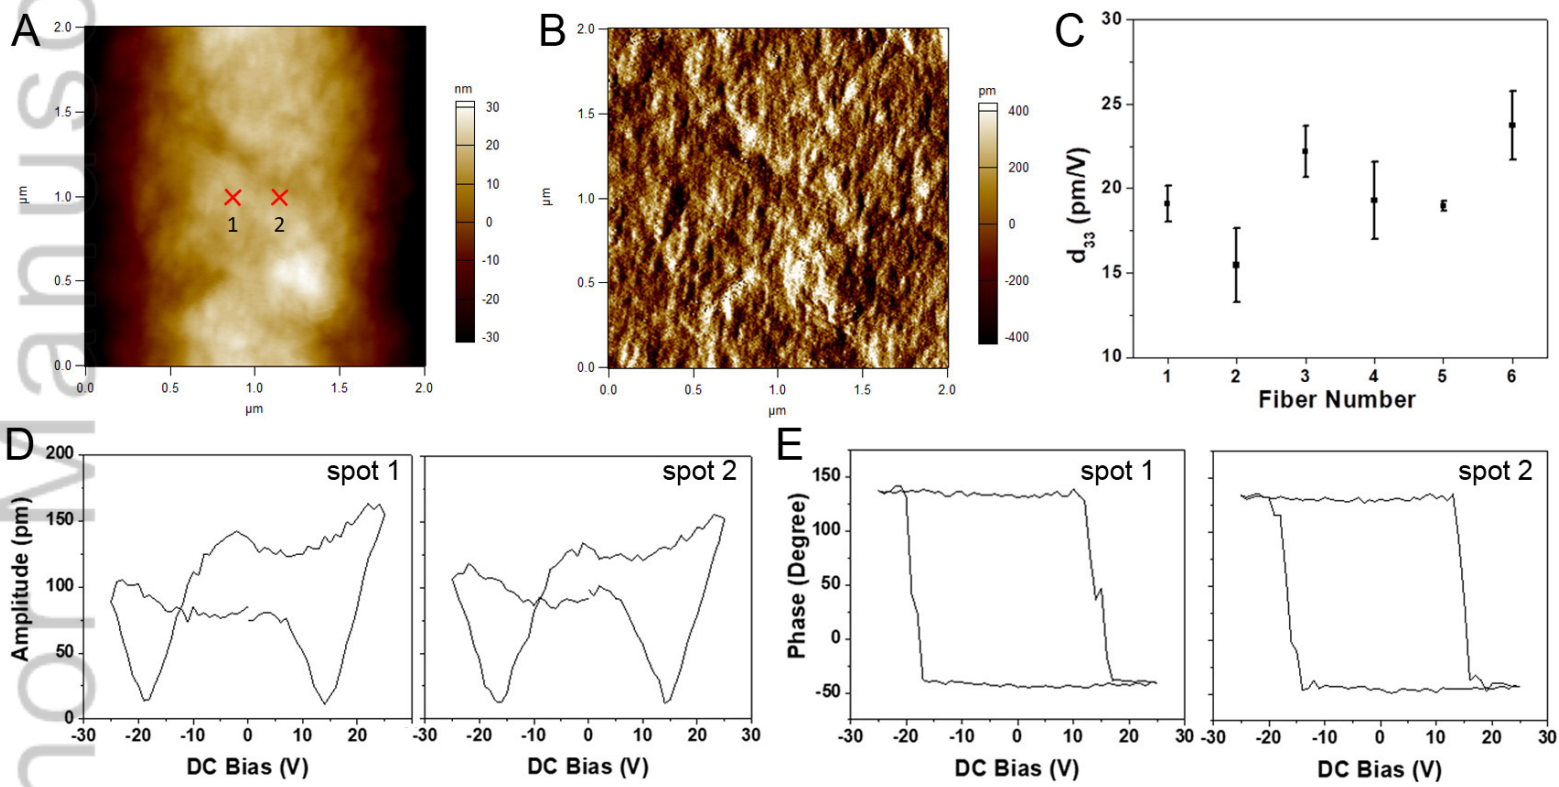 A
2.0
1.5
1.0
0.5
0.0
µm
0.0 0.5 1.0 1.5 2.0
µm
1 2
nm
30
20
10
0
-10
-20
-30
B
2.0
1.5
1.0
0.5
0.0
µm
0.0 0.5 1.0 1.5 2.0
µm
pm
400
200
0
-200
-400
C
30
25
20
15
10
d33 (pm/V)
1 2 3 4 5 6
Fiber Number
D
200
150
100
50
0
Amplitude (pm)
spot 1
-30 -20 -10 0 10 20
DC Bias (V)
spot 2
-30 -20 -10 0 10 20 30
DC Bias (V)
E
150
100
50
0
-50
Phase (Degree)
spot 1
-30 -20 -10 0 10 20 30
DC Bias (V)
spot 2
-30 -20 -10 0 10 20 30
DC Bias (V)